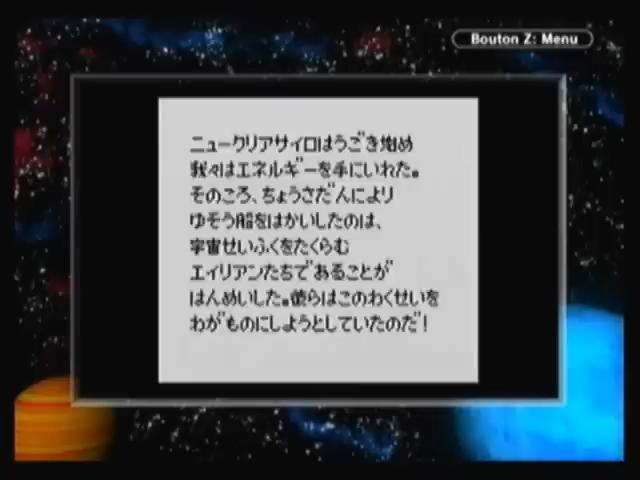 Bouton Z: Menu
ニュークリアサイロはうごき始め
我々はエネルギーを手にいれた。
そのころ、ちょうさだんにより
ゆそう船をはかいしたのは、
宇宙せいふくをたくらむ
エイリアンたちであることが
はんめいした。彼らはこのわくせいを
わがものにしようとしていたのだ!